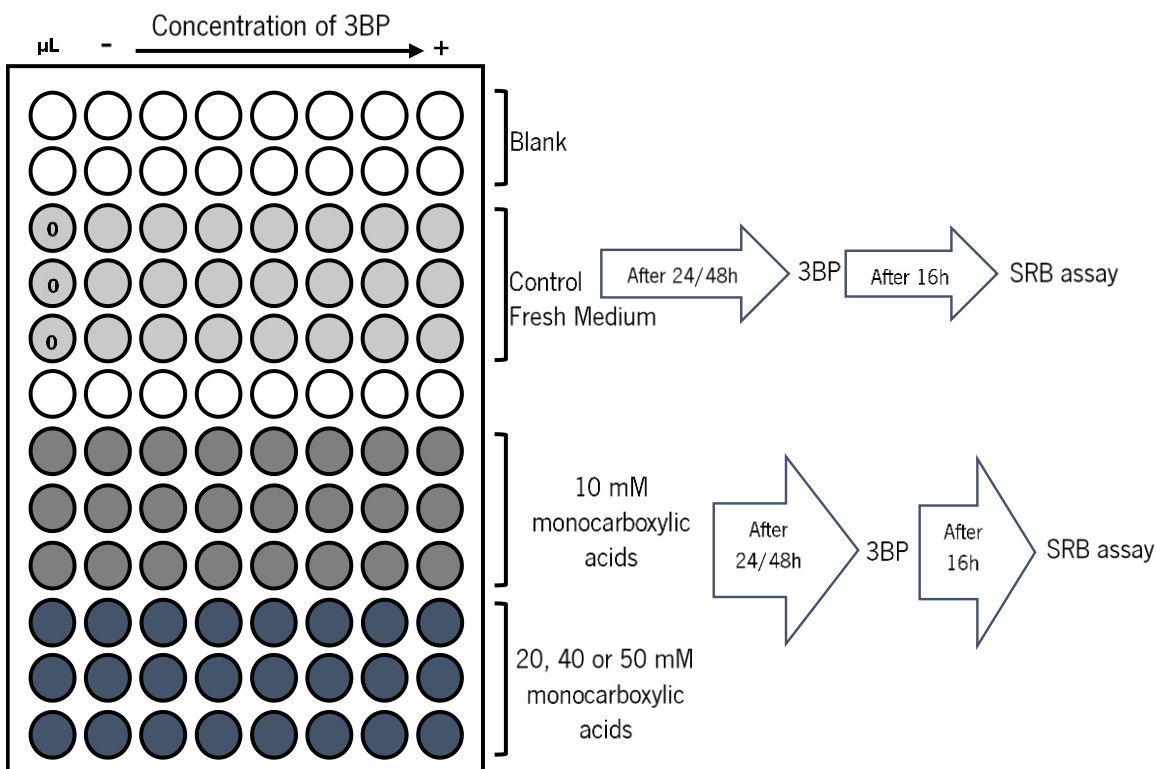 Concentration of 3BP
µL - +
Blank
0
0
0
Control
Fresh Medium
After 24/48h
3BP
After 16h
SRB assay
10 mM
monocarboxylic
acids
After
24/48h
3BP
After
16h
SRB assay
20, 40 or 50 mM
monocarboxylic
acids